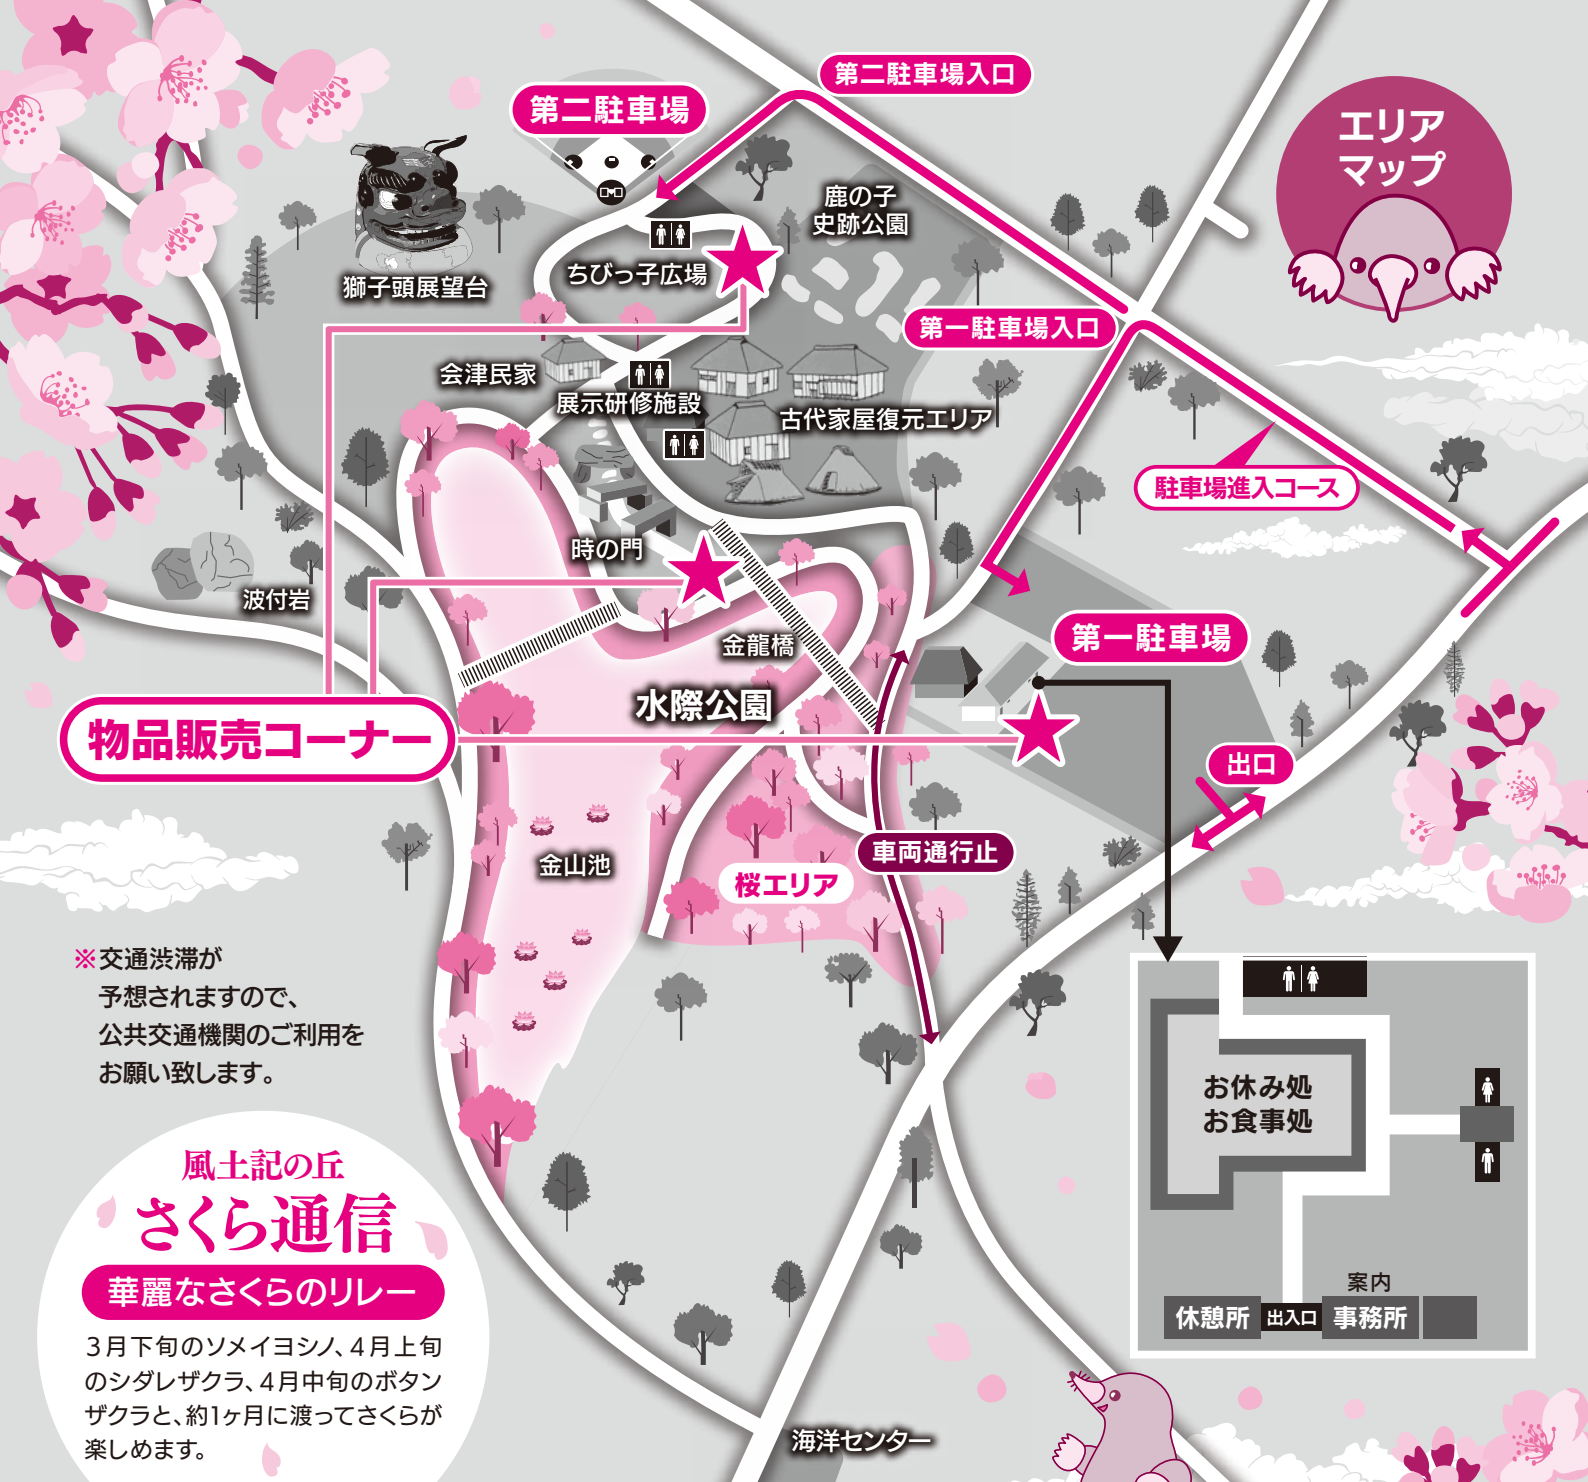 第二駐車場入口
第二駐車場
エリア
マップ
鹿の子
史跡公園
ちびっ子広場
獅子頭展望台
第一駐車場入口
会津民家
展示研修施設
古代家屋復元エリア
駐車場進入コース
時の門
波付岩
金龍橋
第一駐車場
水際公園
物品販売コーナー
出口
車両通行止
金山池
桜エリア
※交通渋滞が
予想されますので、
公共交通機関のご利用を
お願い致します。
お休み処
お食事処
風土記の丘
さくら通信
華麗なさくらのリレー
3月下旬のソメイヨシノ、4月上旬
のシダレザクラ、4月中旬のボタン
ザクラと、約1ヶ月に渡ってさくらが
楽しめます。
案内
休憩所
出入口
事務所
海洋センター